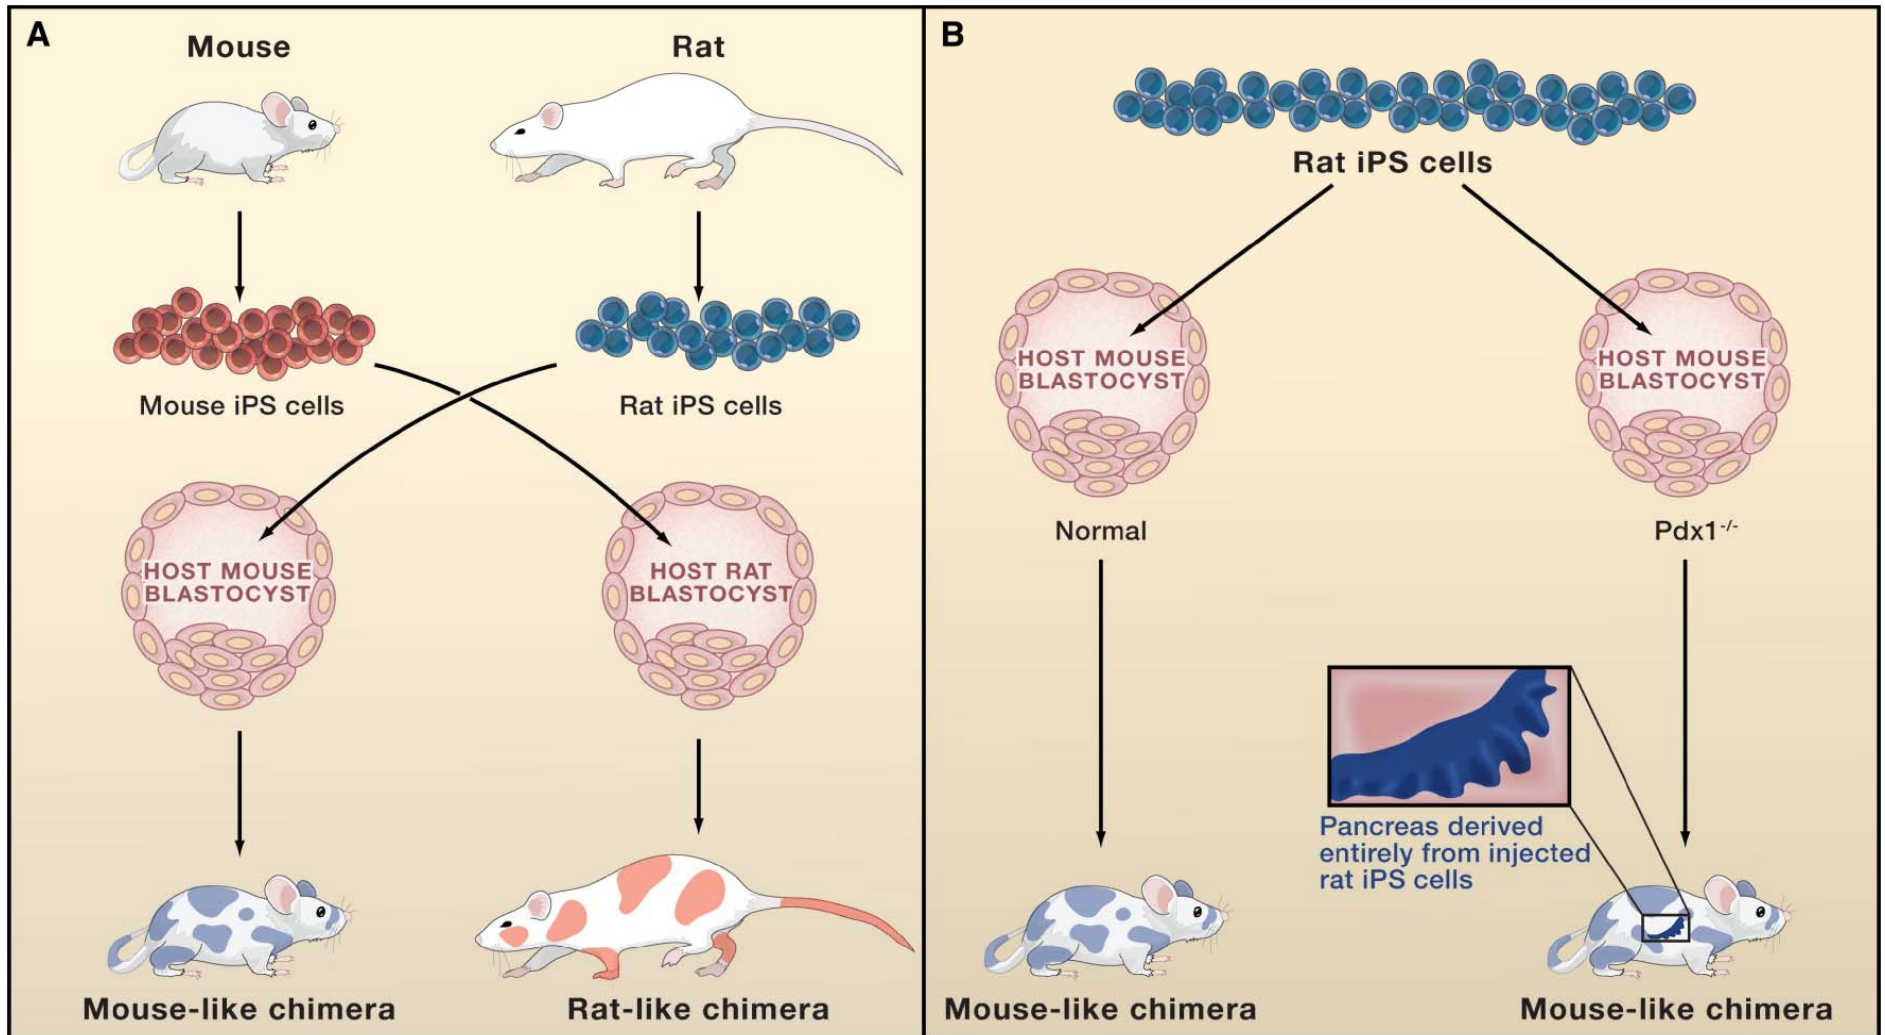 A
Mouse
Rat
Mouse iPS cells
Rat iPS cells
HOST MOUSE
BLASTOCYST
HOST RAT
BLASTOCYST
Mouse-like chimera
Rat-like chimera
B
Rat iPS cells
HOST MOUSE
BLASTOCYST
HOST MOUSE
BLASTOCYST
Normal
Pdx1-/-
Pancreas derived
entirely from injected
rat iPS cells
Mouse-like chimera
Mouse-like chimera